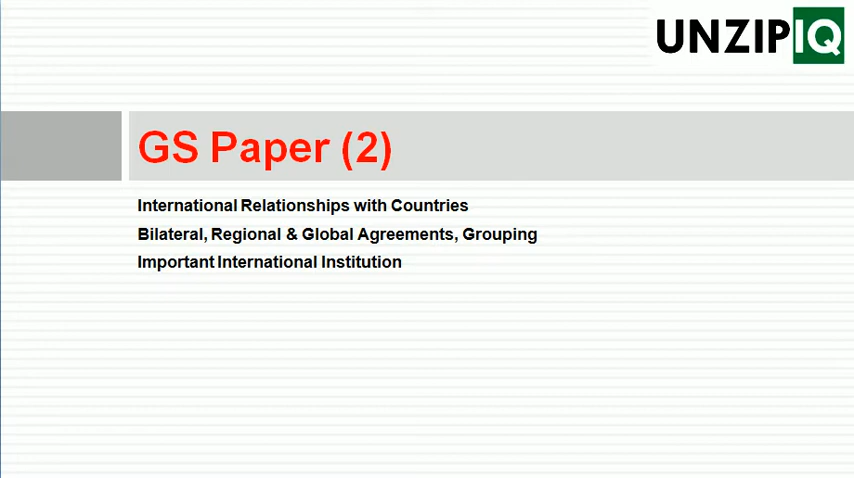 UNZIPIQ
GS Paper (2)
International Relationships with Countries
Bilateral, Regional & Global Agreements, Grouping
Important International Institution